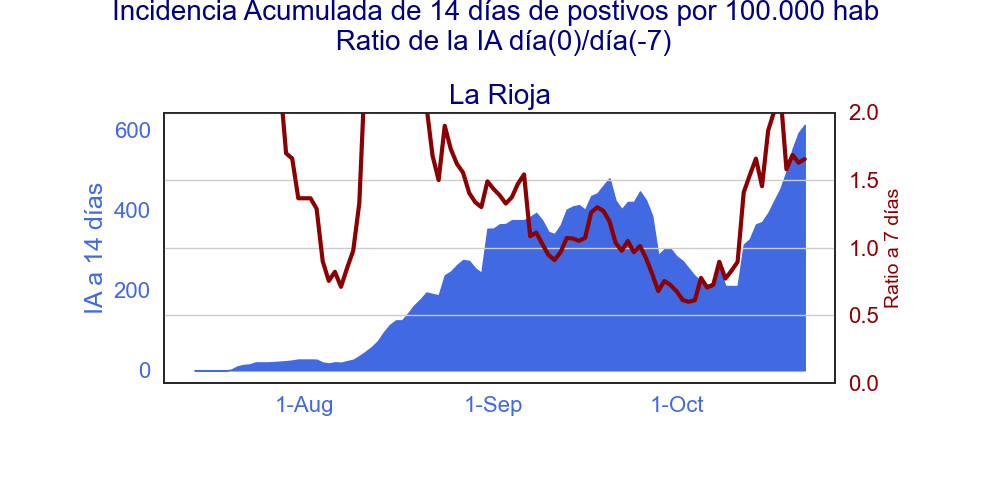 Incidencia Acumulada de 14 días de postivos por 100.000 hab
Ratio de la IA día(0)/día(-7)
La Rioja
600
400
200
0
IA a 14 días
2.0
1.5
1.0
0.5
0.0
Ratio a 7 días
1-Aug
1-Sep
1-Oct